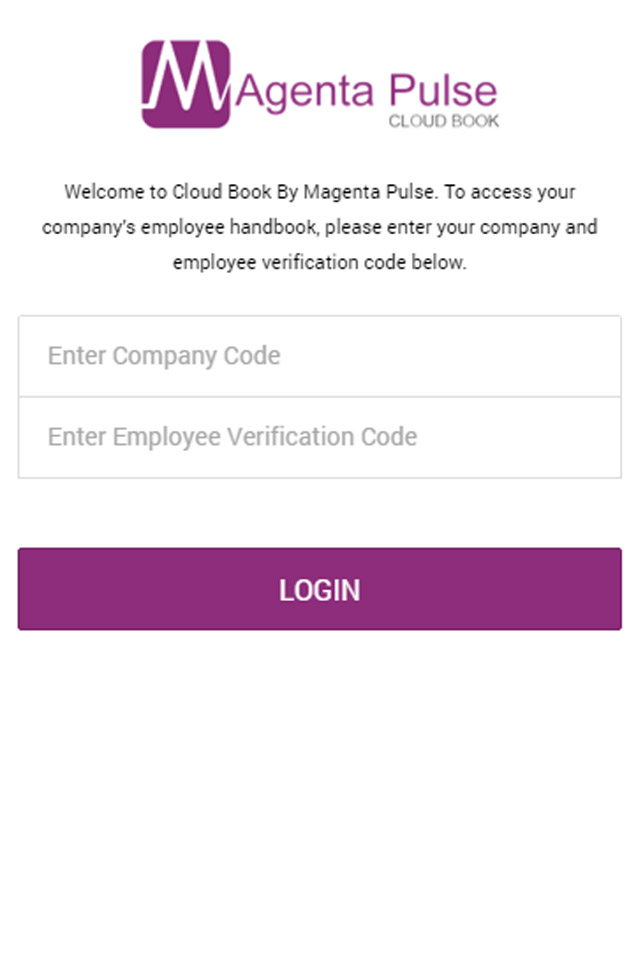 MAgenta Pulse
CLOUD BOOK
Welcome to Cloud Book By Magenta Pulse. To access your
company's employee handbook, please enter your company and
employee verification code below.
Enter Company Code
Enter Employee Verification Code
LOGIN